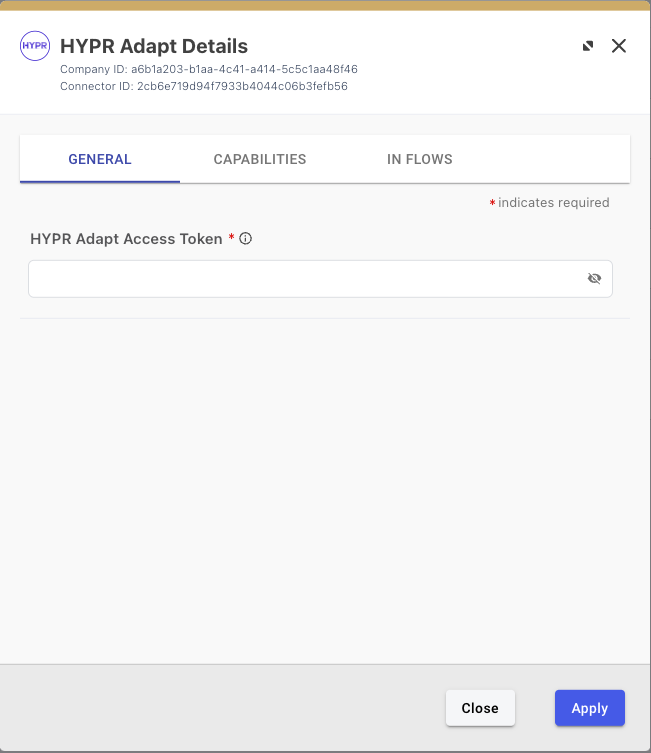 HYPR
HYPR Adapt Details
Company ID: a6b1a203-b1aa-4c41-a414-5c5c1aa48f46
Connector ID: 2cb6e719d94f7933b4044c06b3fefb56
GENERAL CAPABILITIES IN FLOWS
* indicates required
HYPR Adapt Access Token *
Close Apply